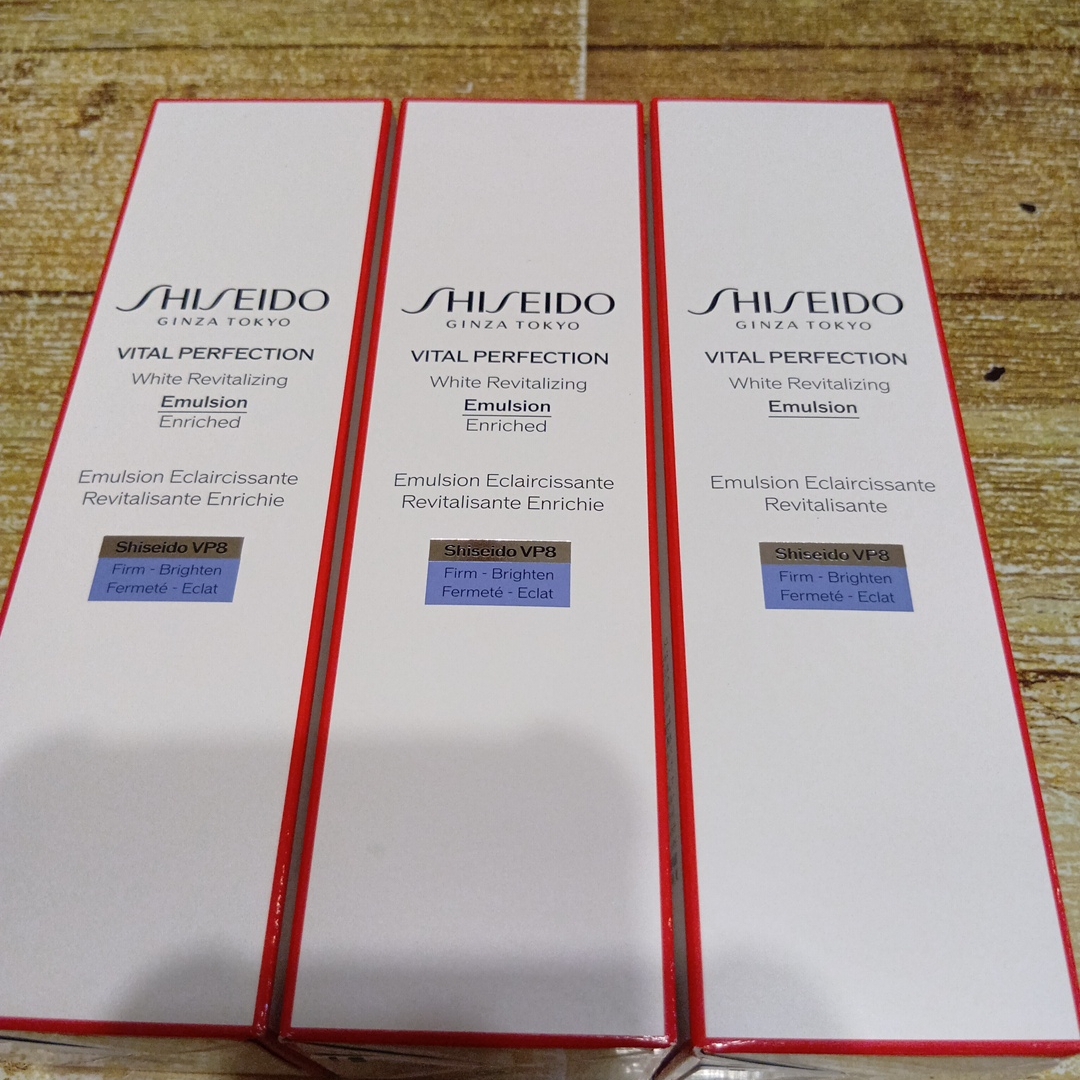 SHISEIDO
GINZA TOKYO
VITAL PERFECTION
White Revitalizing
Emulsion
Enriched
Emulsion Eclaircissante
Revitalisante Enrichie
Shiseido VP8
Firm - Brighten
Fermeté - Eclat
SHISEIDO
GINZA TOKYO
VITAL PERFECTION
White Revitalizing
Emulsion
Enriched
Emulsion Eclaircissante
Revitalisante Enrichie
Shiseido VP8
Firm - Brighten
Fermeté - Eclat
SHISEIDO
GINZA TOKYO
VITAL PERFECTION
White Revitalizing
Emulsion
Emulsion Eclaircissante
Revitalisante
Shiseido VP8
Firm - Brighten
Fermeté - Eclat